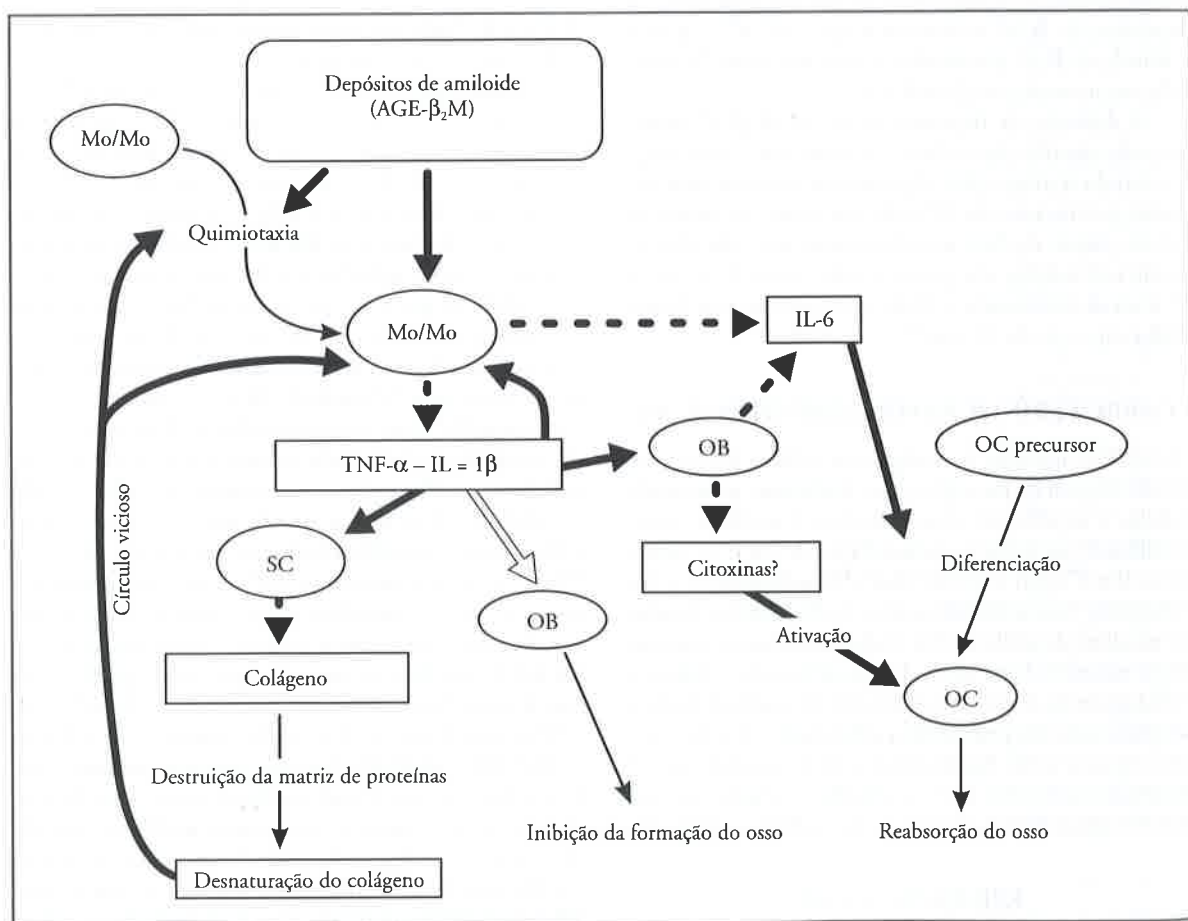 Depósitos de amiloide
(AGE-β₂M)
Mo/Mo
Quimiotaxia
Mo/Mo
IL-6
TNF-α – IL = 1β
OB
OC precursor
Círculo vicioso
SC
OB
Citoxinas?
Diferenciação
Ativação
Colágeno
OC
Destruição da matriz de proteínas
Inibição da formação do osso
Reabsorção do osso
Desnaturação do colágeno